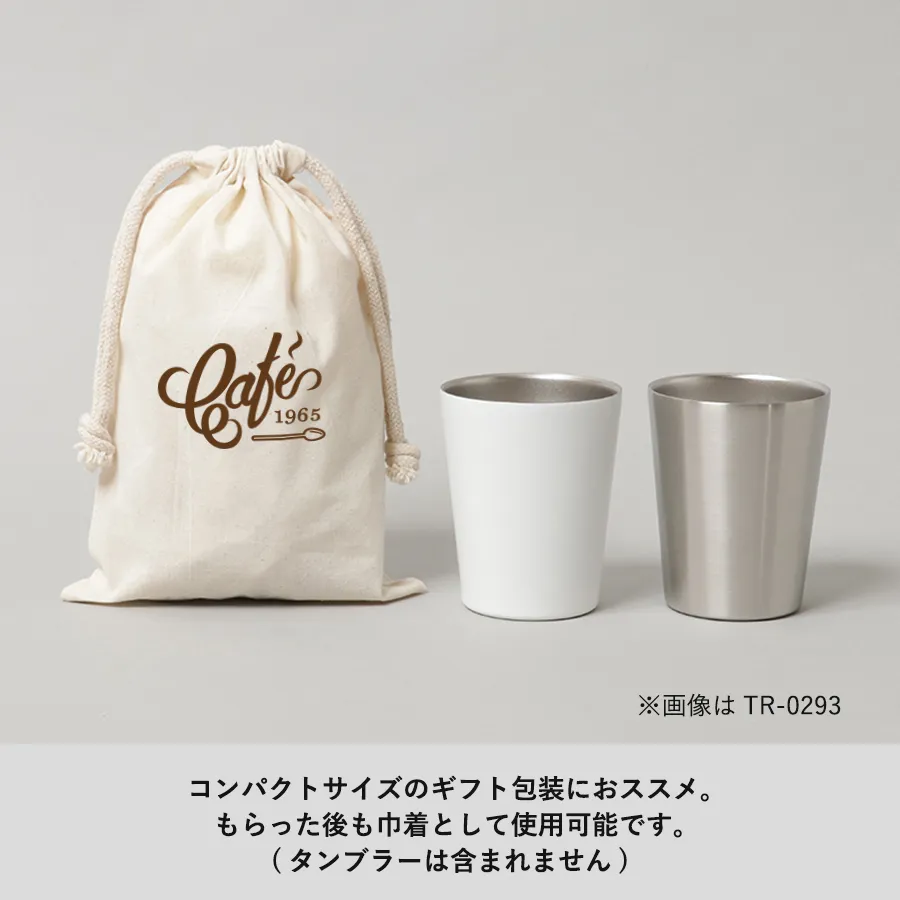 Café
1965
※画像は TR-0293
コンパクトサイズのギフト包装におススメ。
もらった後も巾着として使用可能です。
( タンブラーは含まれません )